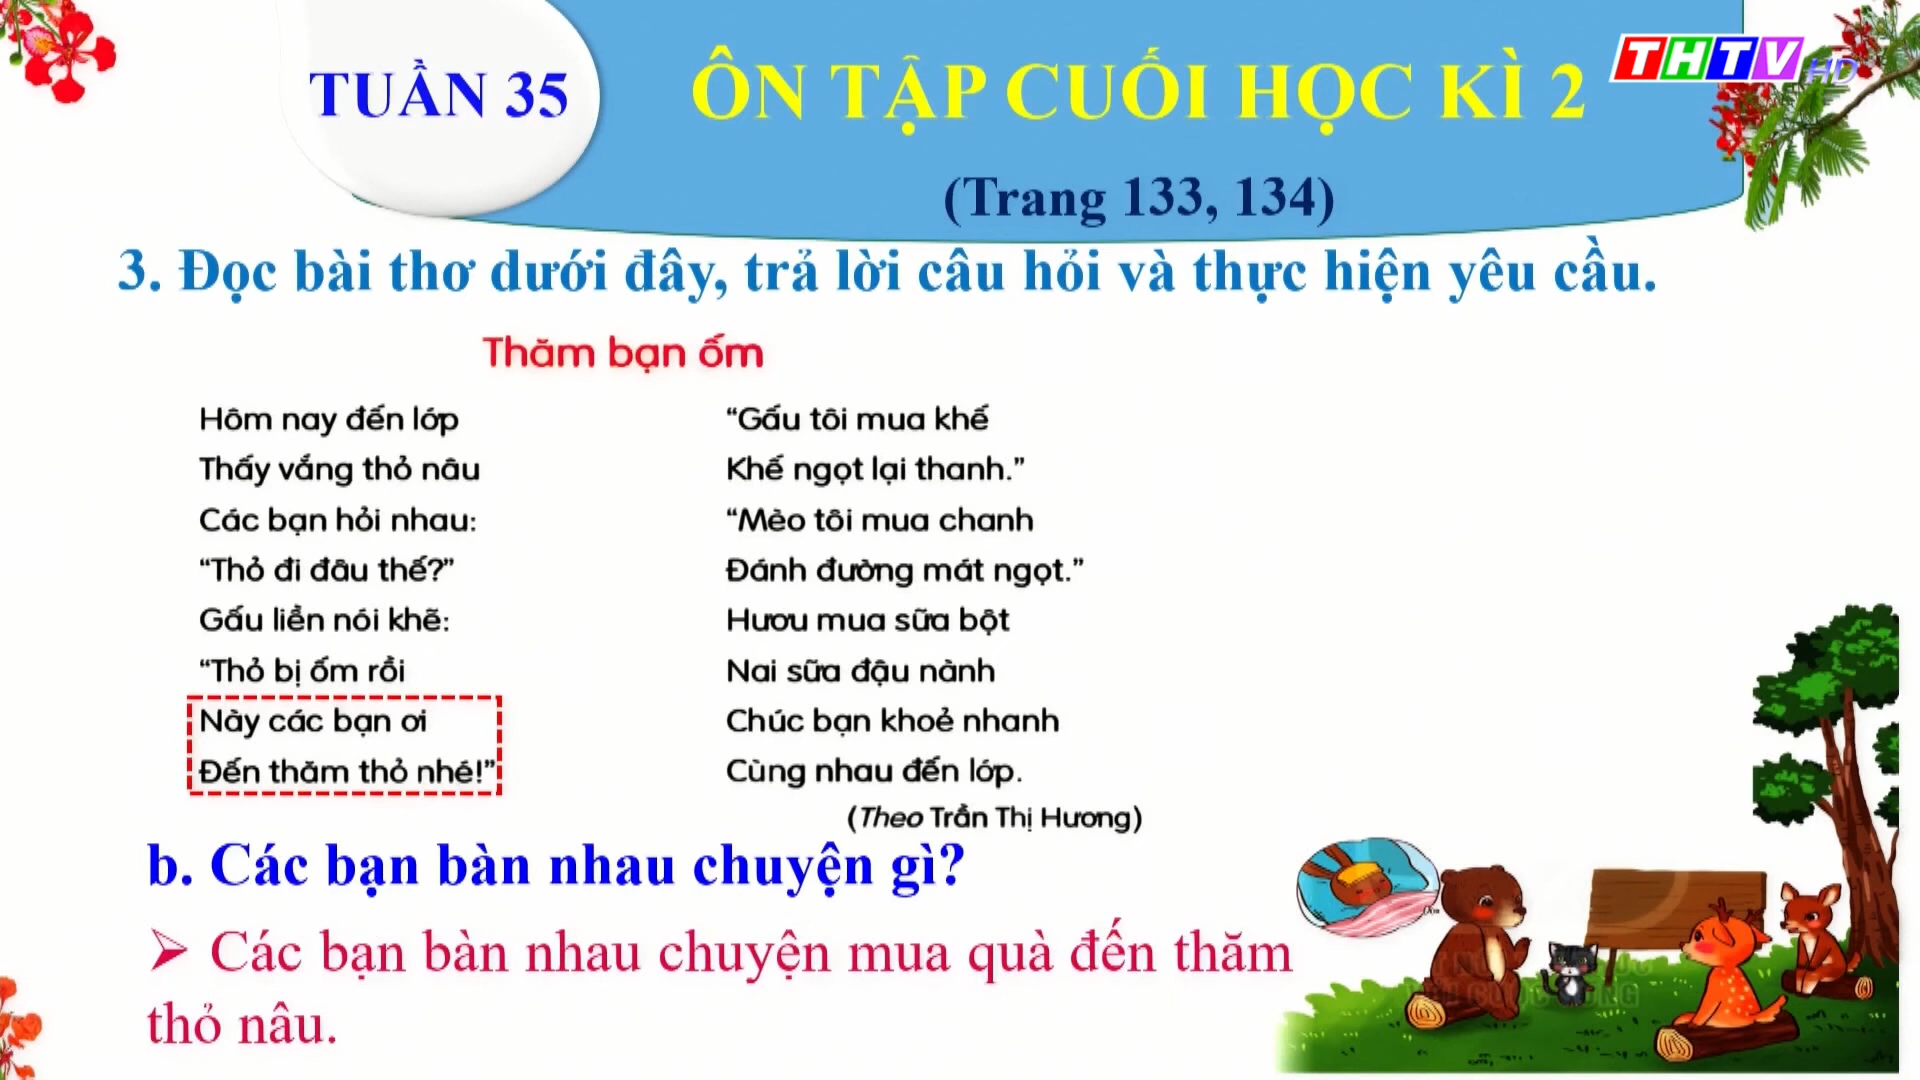 TUẦN 35
ÔN TẬP CUỐI HỌC KÌ 2
THTV HD
(Trang 133, 134)
3. Đọc bài thơ dưới đây, trả lời câu hỏi và thực hiện yêu cầu.
Thăm bạn ốm
Hôm nay đến lớp
Thấy vắng thỏ nâu
Các bạn hỏi nhau:
“Thỏ đi đâu thế?”
Gấu liền nói khẽ:
“Thỏ bị ốm rồi
Này các bạn ơi
Đến thăm thỏ nhé!”
“Gấu tôi mua khế
Khế ngọt lại thanh.”
“Mèo tôi mua chanh
Đánh đường mát ngọt.”
Hươu mua sữa bột
Nai sữa đậu nành
Chúc bạn khoẻ nhanh
Cùng nhau đến lớp.
(Theo Trần Thị Hương)
b. Các bạn bàn nhau chuyện gì?
➢ Các bạn bàn nhau chuyện mua quà đến thăm
thỏ nâu.